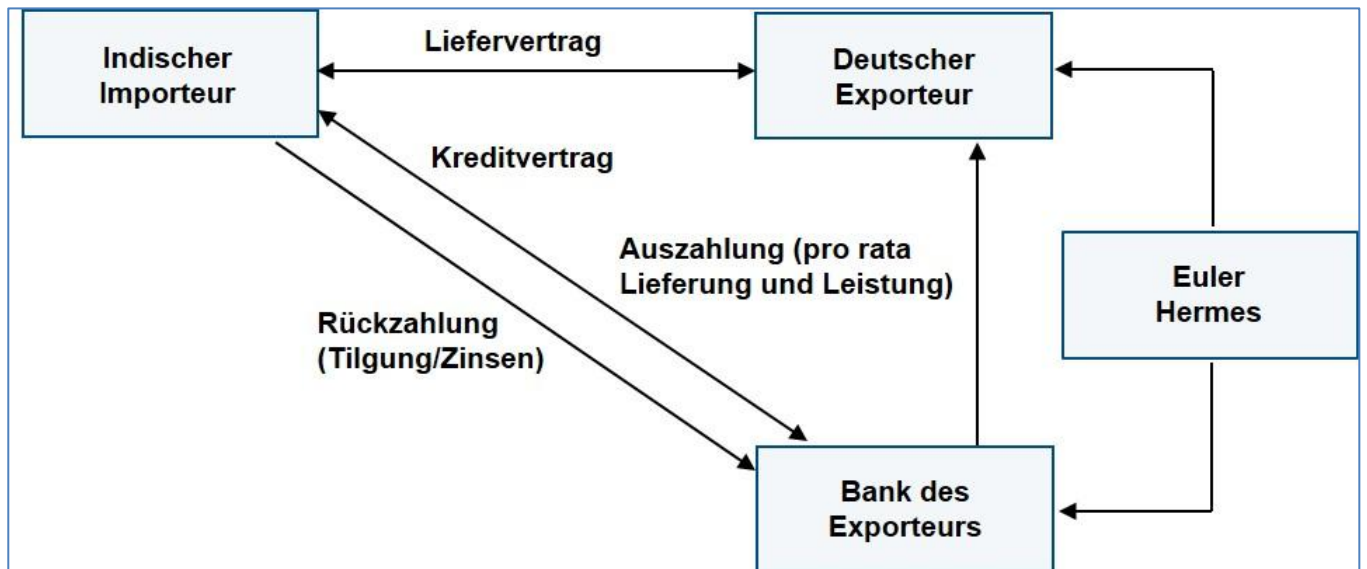 Indischer
Importeur
Liefervertrag
Deutscher
Exporteur
Kreditvertrag
Auszahlung (pro rata
Lieferung und Leistung)
Euler
Hermes
Rückzahlung
(Tilgung/Zinsen)
Bank des
Exporteurs